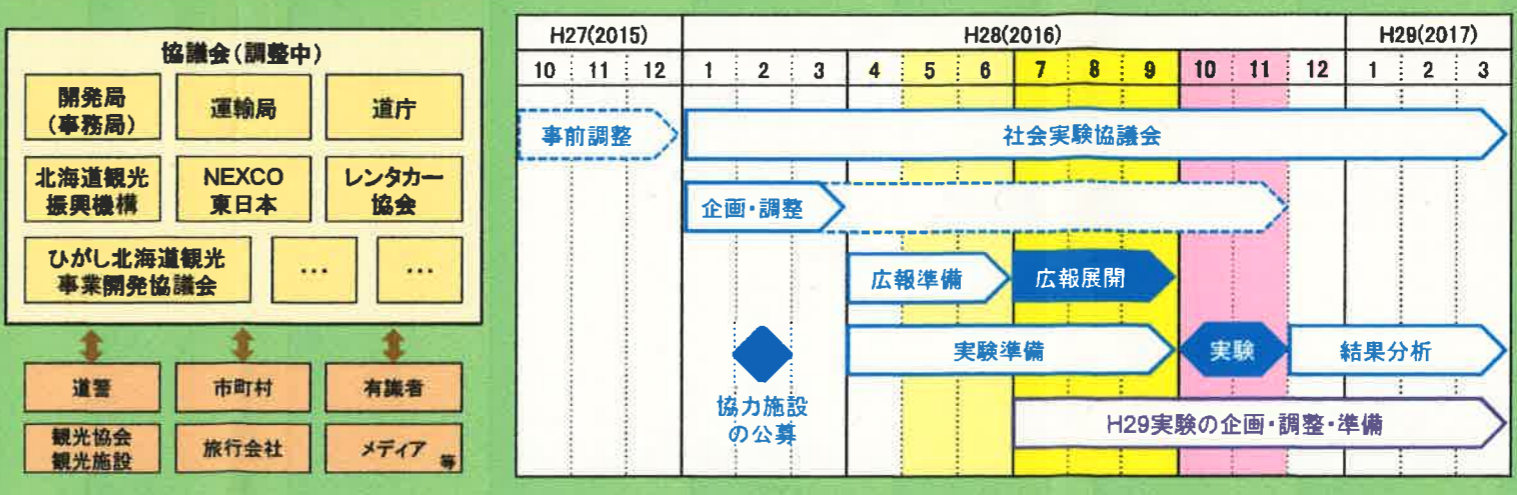 協議会(調整中)
開発局
(事務局)
運輸局
道庁
北海道観光
振興機構
NEXCO
東日本
レンタカー
協会
ひがし北海道観光
事業開発協議会
…
…
道警
市町村
有識者
観光協会
観光施設
旅行会社
メディア 等
H27(2015) H28(2016) H29(2017)
10 11 12 1 2 3 4 5 6 7 8 9 10 11 12 1 2 3
事前調整
社会実験協議会
企画・調整
広報準備
広報展開
実験準備
実験
結果分析
協力施設
の公募
H29実験の企画・調整・準備